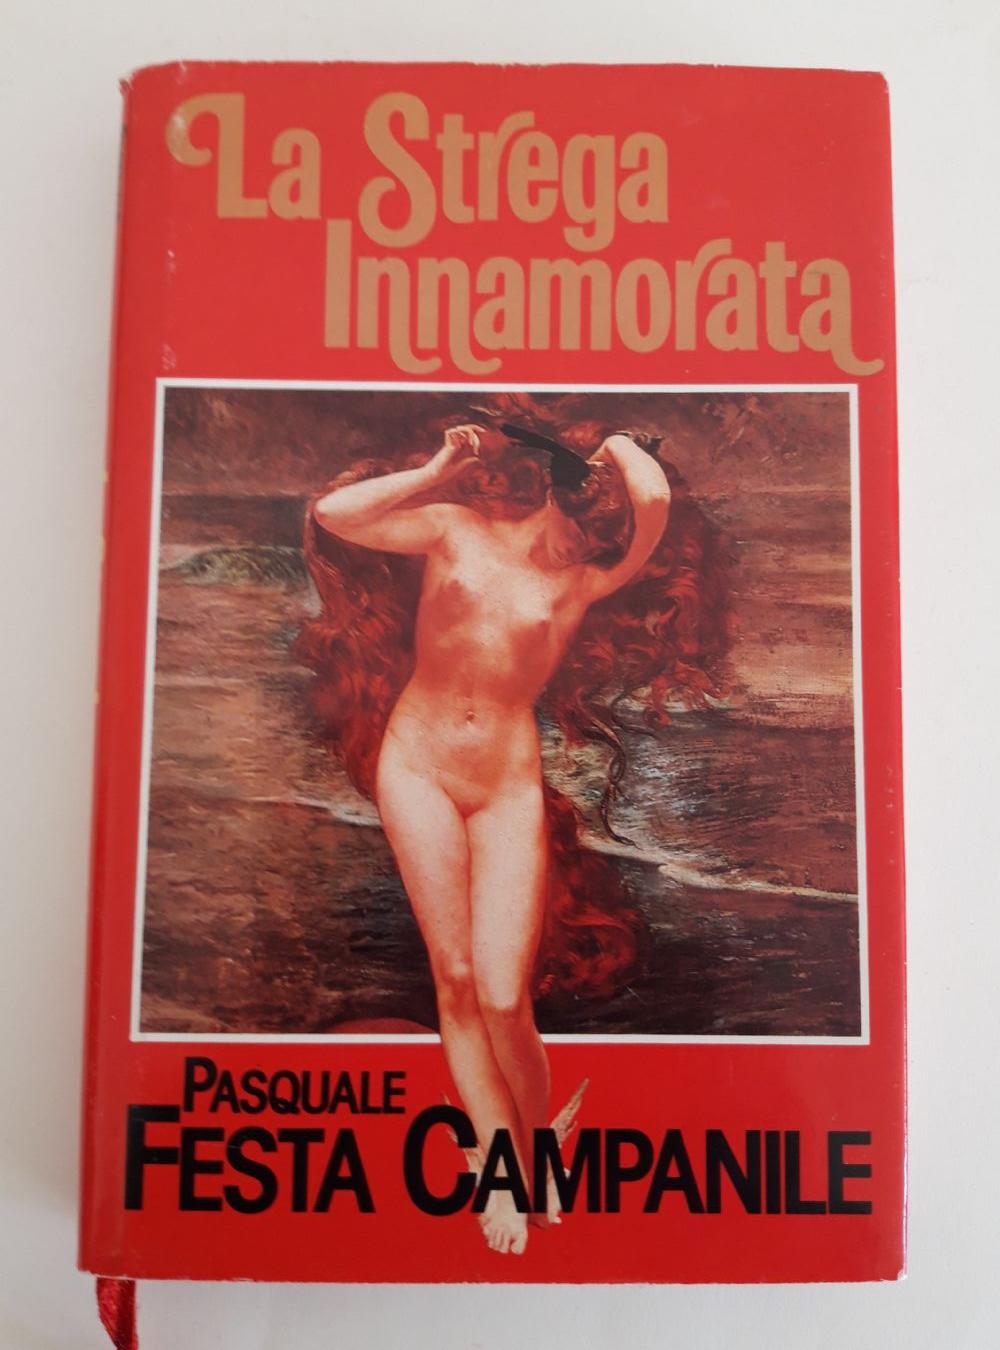 La Strega
Innamorata
PASQUALE
FESTA CAMPANILE